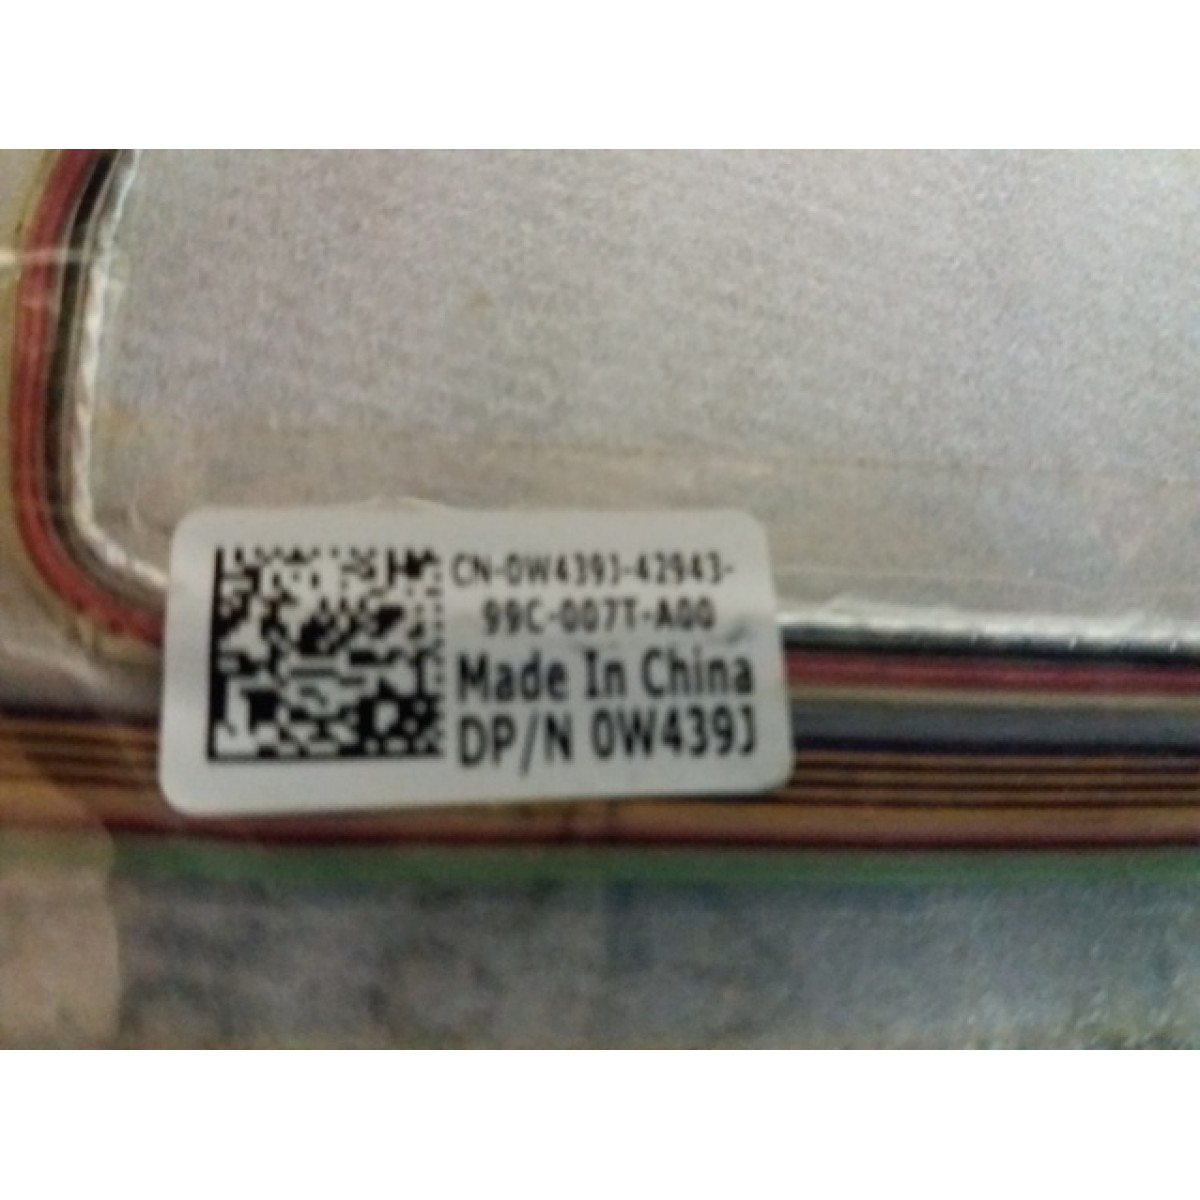 CN-0W439J-42943-
99C-007T-A00
Made In China
DP/N 0W439J